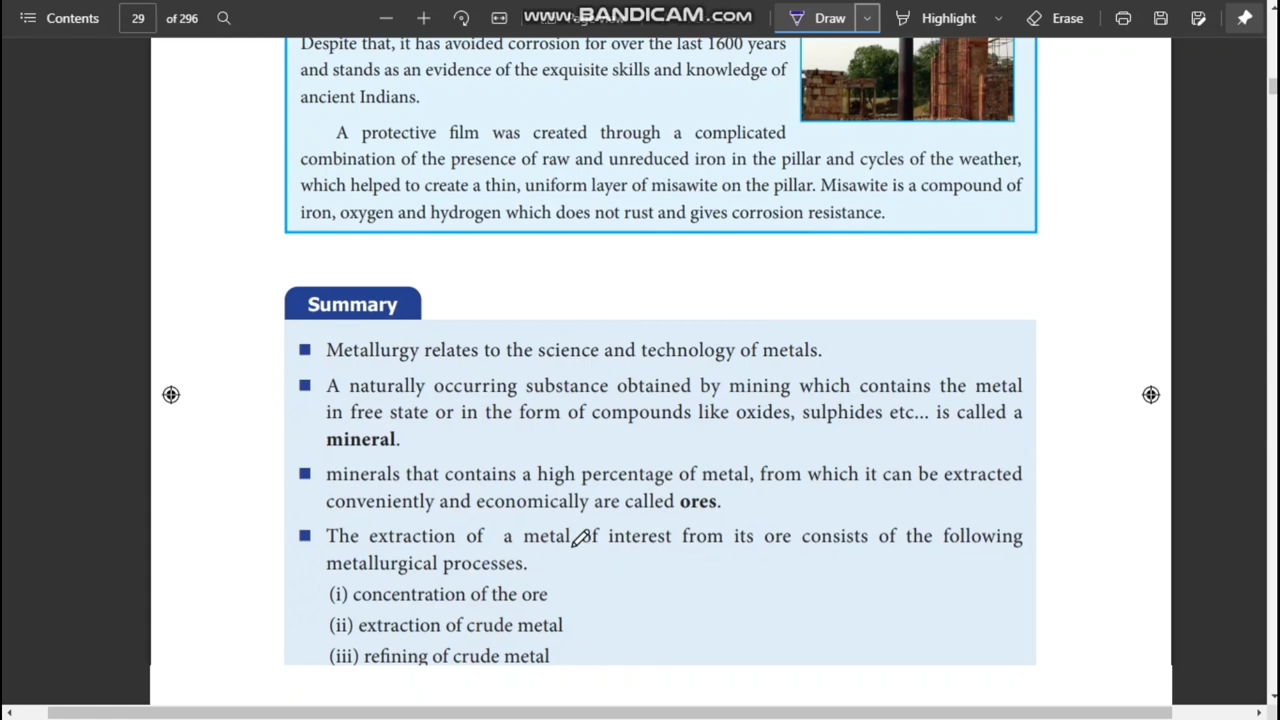 Contents
29
of 296
WWW.BANDICAM.COM
Draw
Highlight
Erase
Despite that, it has avoided corrosion for over the last 1600 years
and stands as an evidence of the exquisite skills and knowledge of
ancient Indians.
A protective film was created through a complicated
combination of the presence of raw and unreduced iron in the pillar and cycles of the weather,
which helped to create a thin, uniform layer of misawite on the pillar. Misawite is a compound of
iron, oxygen and hydrogen which does not rust and gives corrosion resistance.
Summary
■ Metallurgy relates to the science and technology of metals.
■ A naturally occurring substance obtained by mining which contains the metal
in free state or in the form of compounds like oxides, sulphides etc... is called a
mineral.
■ minerals that contains a high percentage of metal, from which it can be extracted
conveniently and economically are called ores.
■ The extraction of a metal of interest from its ore consists of the following
metallurgical processes.
(i) concentration of the ore
(ii) extraction of crude metal
(iii) refining of crude metal